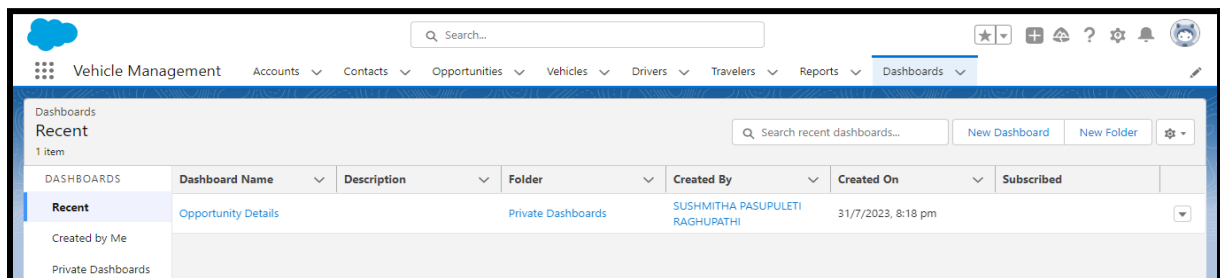 Search...
Vehicle Management Accounts Contacts Opportunities Vehicles Drivers Travelers Reports Dashboards
Dashboards
Recent
1 item
Search recent dashboards... New Dashboard New Folder
DASHBOARDS Dashboard Name Description Folder Created By Created On Subscribed
Recent Opportunity Details Private Dashboards SUSHMITHA PASUPULETI 31/7/2023, 8:18 pm
RAGHUPATHI
Created by Me
Private Dashboards